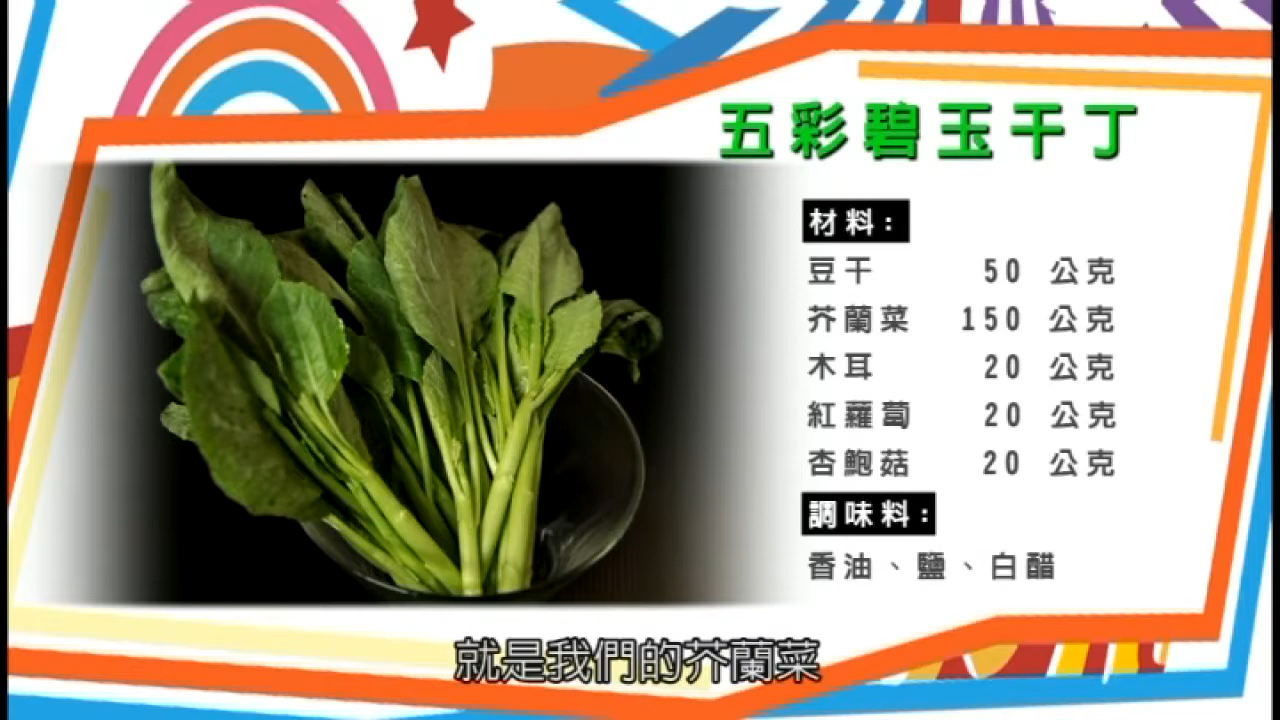 五彩碧玉干丁
材料:
豆干 50 公克
芥蘭菜 150 公克
木耳 20 公克
紅蘿蔔 20 公克
杏鮑菇 20 公克
調味料:
香油、鹽、白醋
就是我們的芥蘭菜